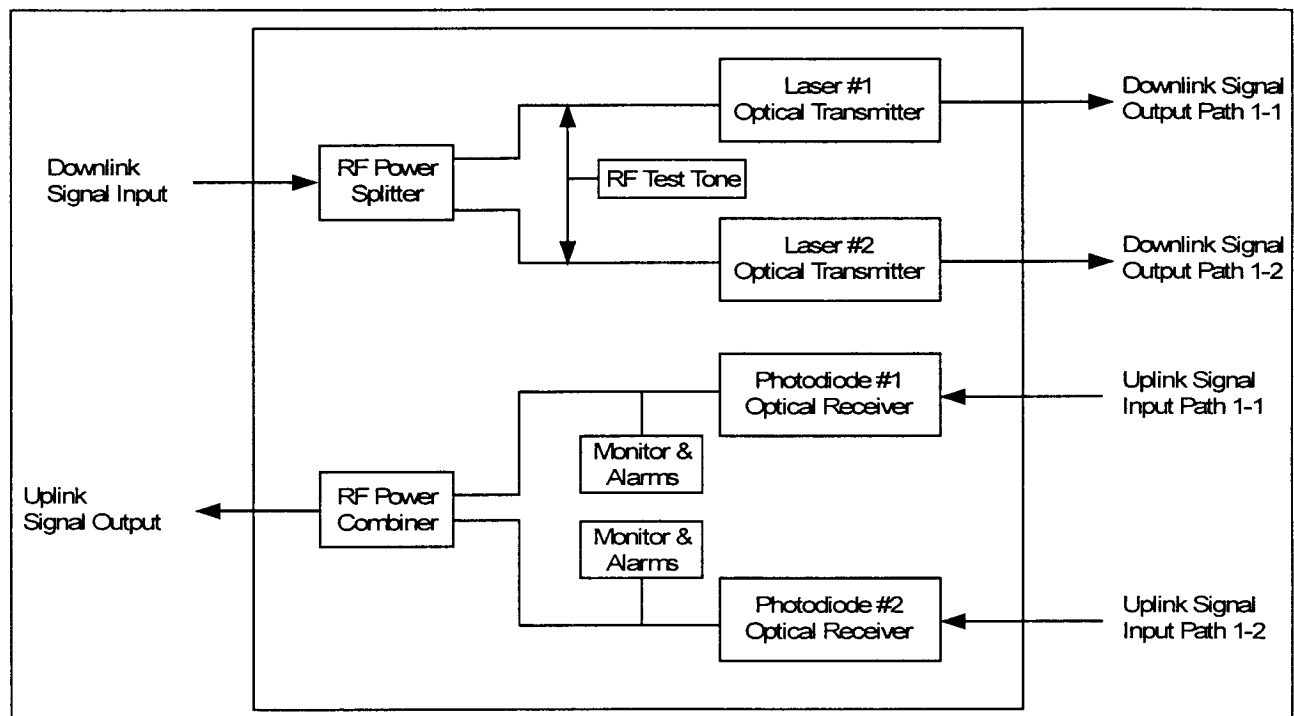 Laser #1
Optical Transmitter
Downlink Signal
Output Path 1-1
Downlink
Signal Input
RF Power
Splitter
RF Test Tone
Laser #2
Optical Transmitter
Downlink Signal
Output Path 1-2
Photodiode #1
Optical Receiver
Uplink Signal
Input Path 1-1
Monitor &
Alarms
Uplink
Signal Output
RF Power
Combiner
Monitor &
Alarms
Photodiode #2
Optical Receiver
Uplink Signal
Input Path 1-2